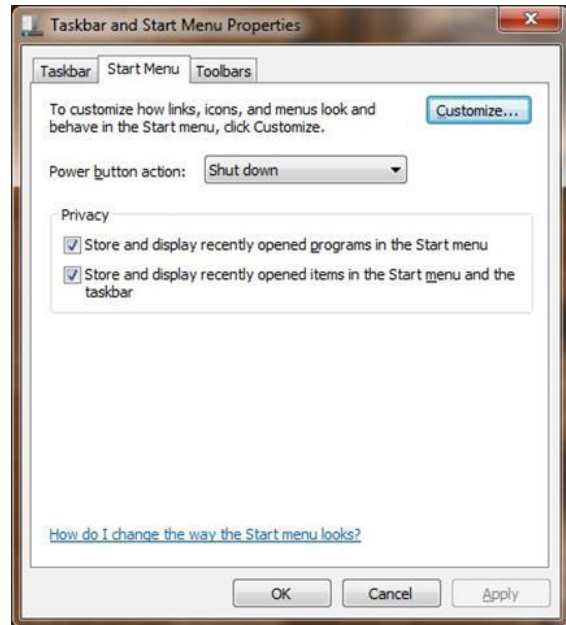 Taskbar and Start Menu Properties
Taskbar
Start Menu
Toolbars
To customize how links, icons, and menus look and
behave in the Start menu, click Customize.
Customize...
Power button action:
Shut down
Privacy
Store and display recently opened programs in the Start menu
Store and display recently opened items in the Start menu and the
taskbar
How do I change the way the Start menu looks?
OK
Cancel
Apply